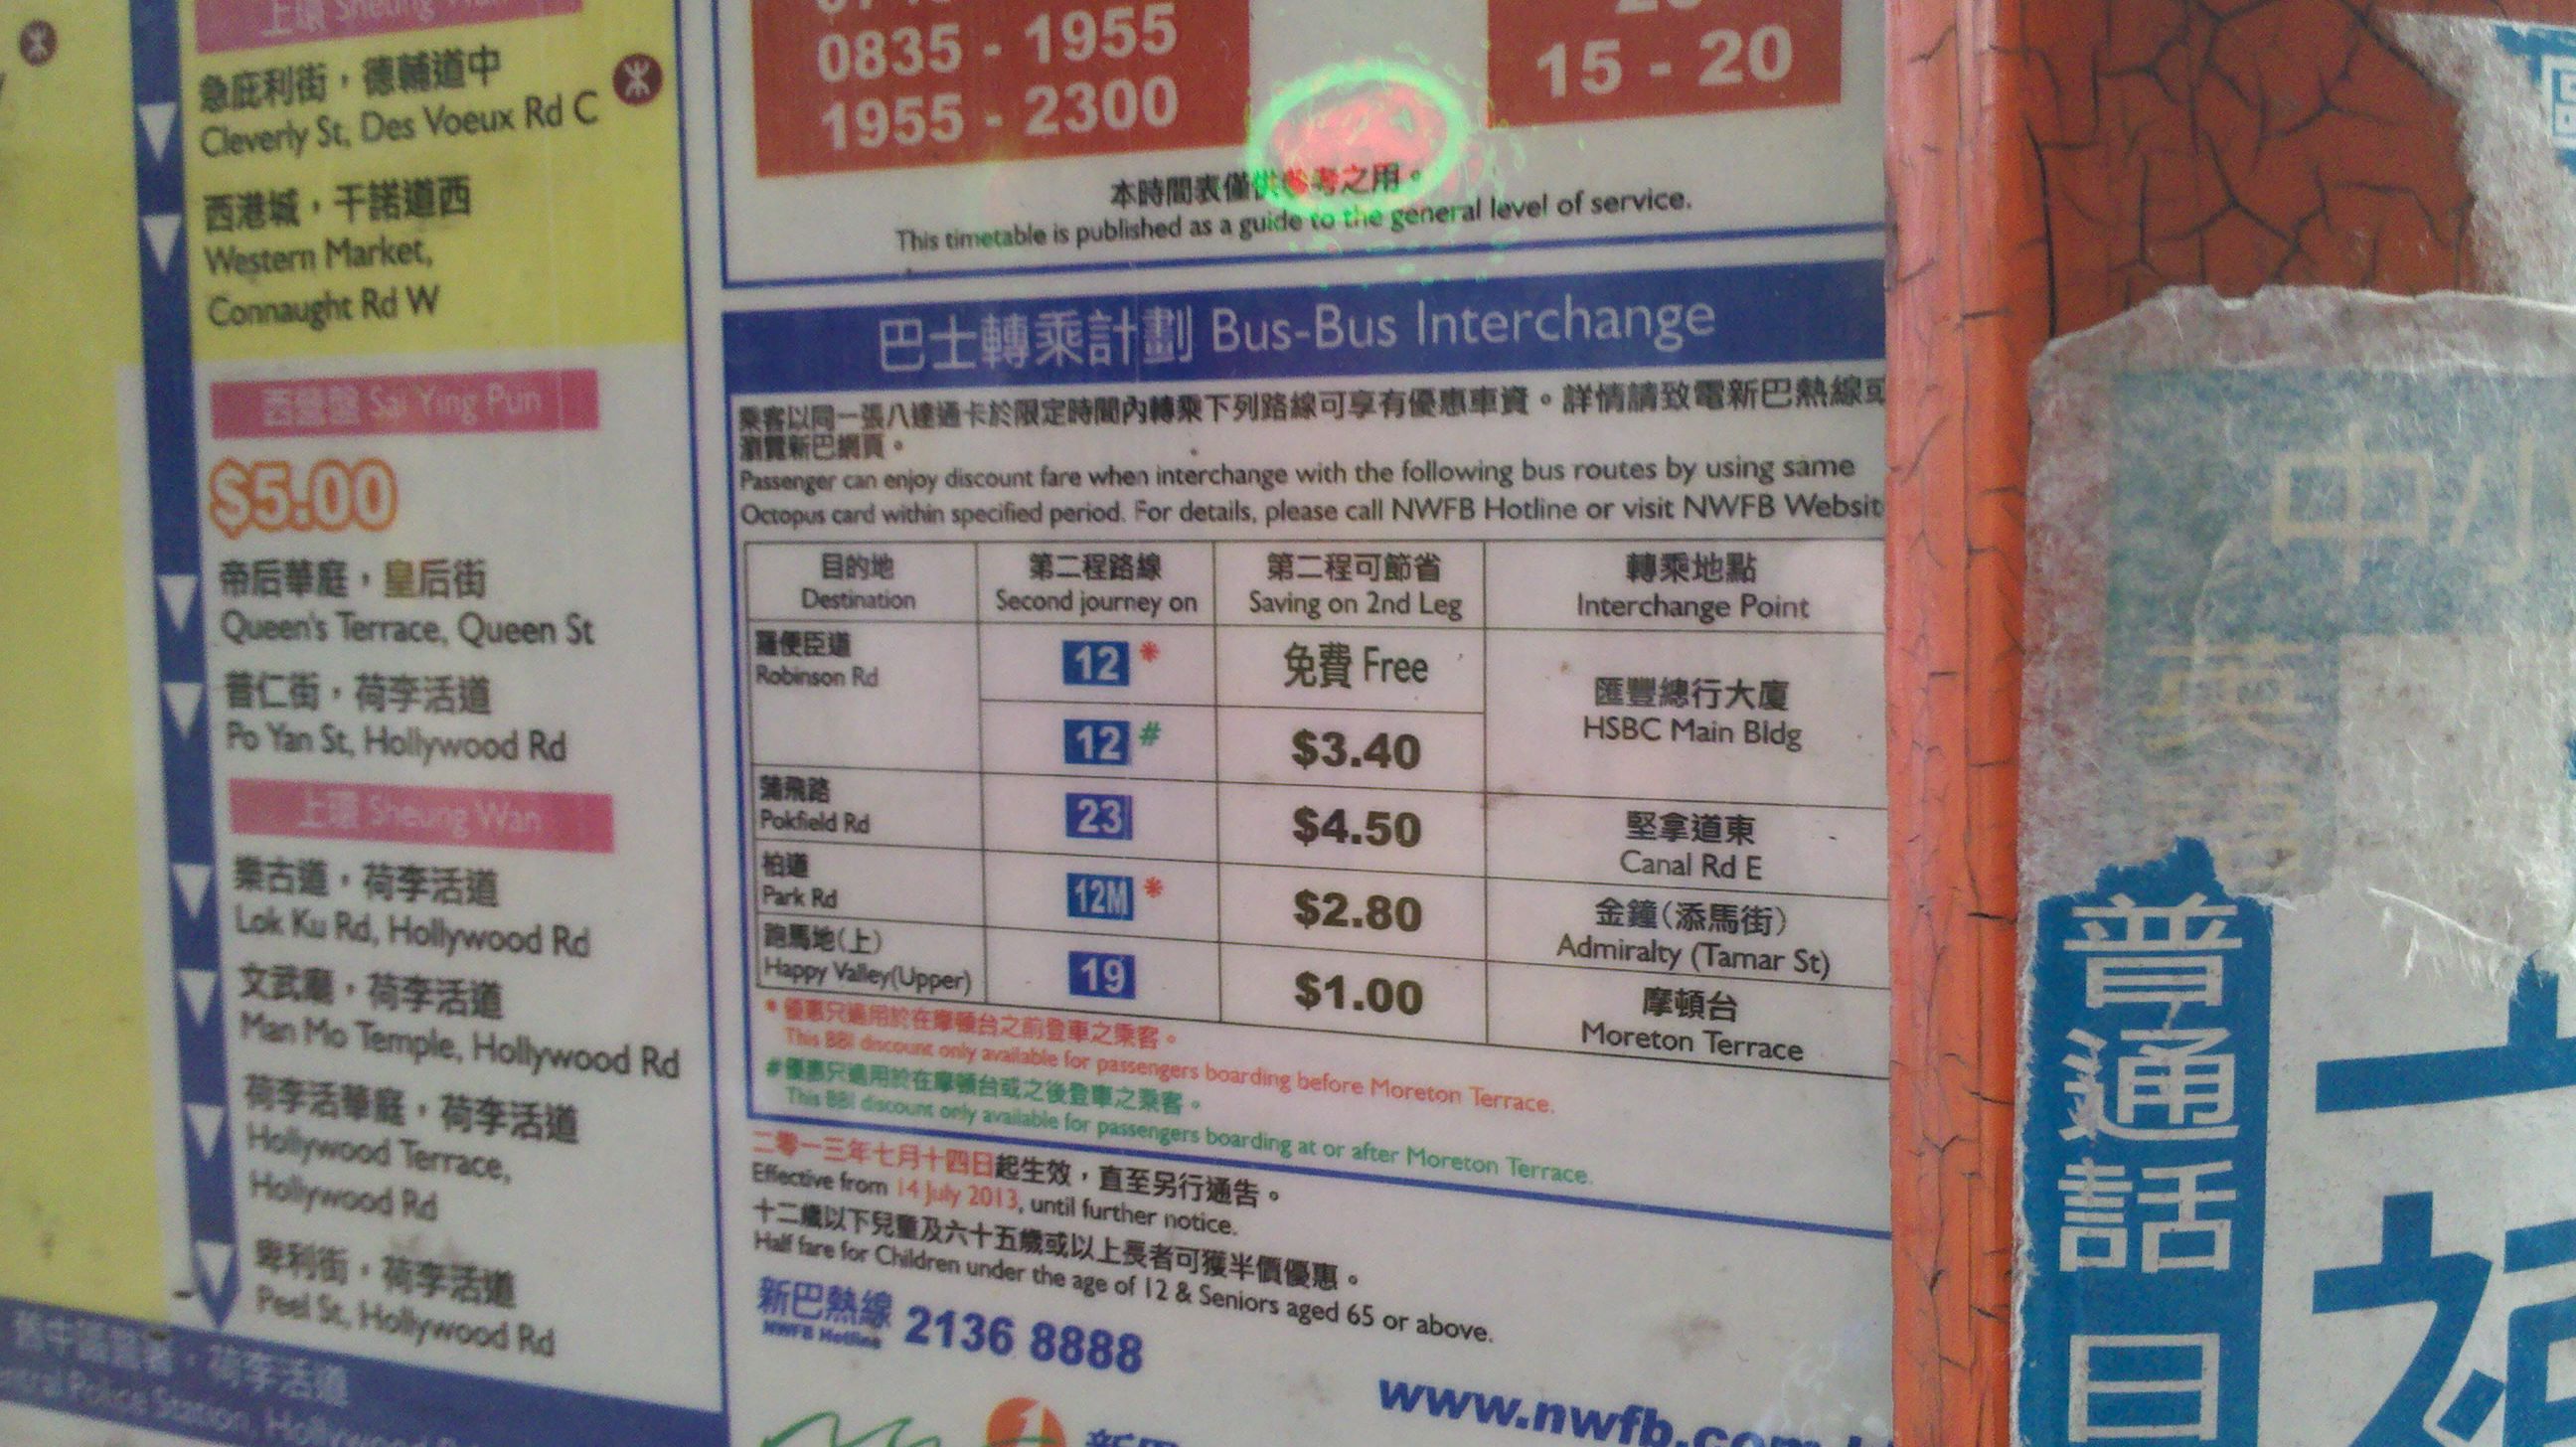 上環 Sheung Wan
急庇利街，德輔道中
Cleverly St, Des Voeux Rd C
西港城，干諾道西
Western Market,
Connaught Rd W
西營盤 Sai Ying Pun
$5.00
帝后華庭，皇后街
Queen's Terrace, Queen St
普仁街，荷李活道
Po Yan St, Hollywood Rd
上環 Sheung Wan
樂古道，荷李活道
Lok Ku Rd, Hollywood Rd
文武廟，荷李活道
Man Mo Temple, Hollywood Rd
荷李活華庭，荷李活道
Hollywood Terrace,
Hollywood Rd
卑利街，荷李活道
Peel St, Hollywood Rd
舊中區警署，荷李活道
Police Station,
0835 - 1955
1955 - 2300 15 - 20
本時間表僅供參考之用。
This timetable is published as a guide to the general level of service.
巴士轉乘計劃 Bus-Bus Interchange
乘客以同一張八達通卡於限定時間內轉乘下列路線可享有優惠車資。詳情請致電新巴熱線或
瀏覽新巴網頁。
Passenger can enjoy discount fare when interchange with the following bus routes by using same
Octopus card within specified period. For details, please call NWFB Hotline or visit NWFB Websit
目的地 第二程路線 第二程可節省 轉乘地點
Destination Second journey on Saving on 2nd Leg Interchange Point
羅便臣道
Robinson Rd
12 * 免費 Free
匯豐總行大廈
HSBC Main Bldg
12 # $3.40
蒲飛路
Pokfield Rd
23 $4.50
堅拿道東
Canal Rd E
柏道
Park Rd
12M * $2.80
金鐘（添馬街）
Admiralty (Tamar St)
跑馬地(上)
Happy Valley(Upper)
19 $1.00
摩頓台
Moreton Terrace
* 優惠只適用於在摩頓台之前登車之乘客。
This BBI discount only available for passengers boarding before Moreton Terrace.
# 優惠只適用於在摩頓台或之後登車之乘客。
This BBI discount only available for passengers boarding at or after Moreton Terrace.
二零一三年七月十四日起生效，直至另行通告。
Effective from 14 July 2013, until further notice.
十二歲以下兒童及六十五歲或以上長者可獲半價優惠。
Half fare for Children under the age of 12 & Seniors aged 65 or above.
新巴熱線 2136 8888
NWFB Hotline
www.nwfb.com
新巴
中小
英
普通話